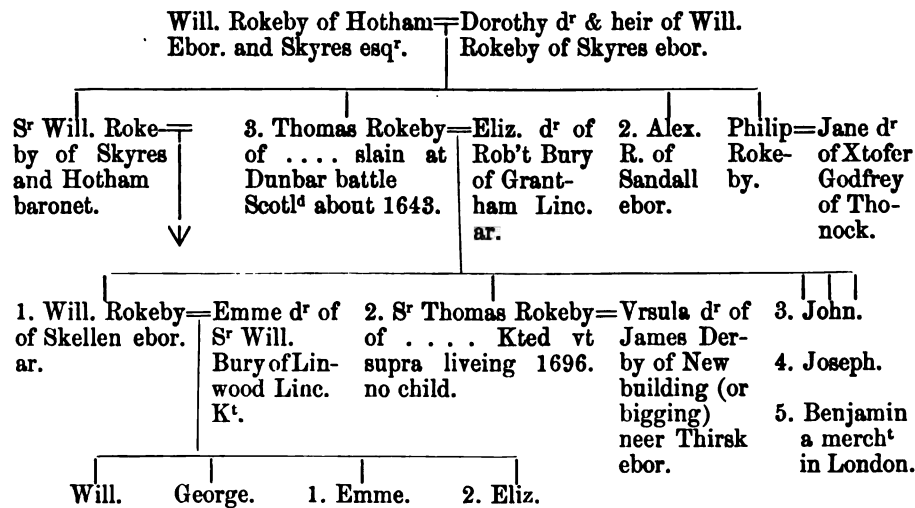 Will. Rokeby of Hotham
Ebor. and Skyres esqʳ.
Dorothy dʳ & heir of Will.
Rokeby of Skyres ebor.
Sʳ Will. Roke-
by of Skyres
and Hotham
baronet.
3. Thomas Rokeby
of . . . . slain at
Dunbar battle
Scotlᵈ about 1643.
Eliz. dʳ of
Rob't Bury
of Grant-
ham Linc.
ar.
2. Alex.
R. of
Sandall
ebor.
Philip
Roke-
by.
Jane dʳ
of Xtofer
Godfrey
of Tho-
nock.
1. Will. Rokeby
of Skellen ebor.
ar.
Emme dʳ of
Sʳ Will.
Bury of Lin-
wood Linc.
Kᵗ.
2. Sʳ Thomas Rokeby
of . . . . Kted vt
supra liveing 1696.
no child.
Vrsula dʳ of
James Der-
by of New
building (or
bigging)
neer Thirsk
ebor.
3. John.
4. Joseph.
5. Benjamin
a merchᵗ
in London.
Will.
George.
1. Emme.
2. Eliz.